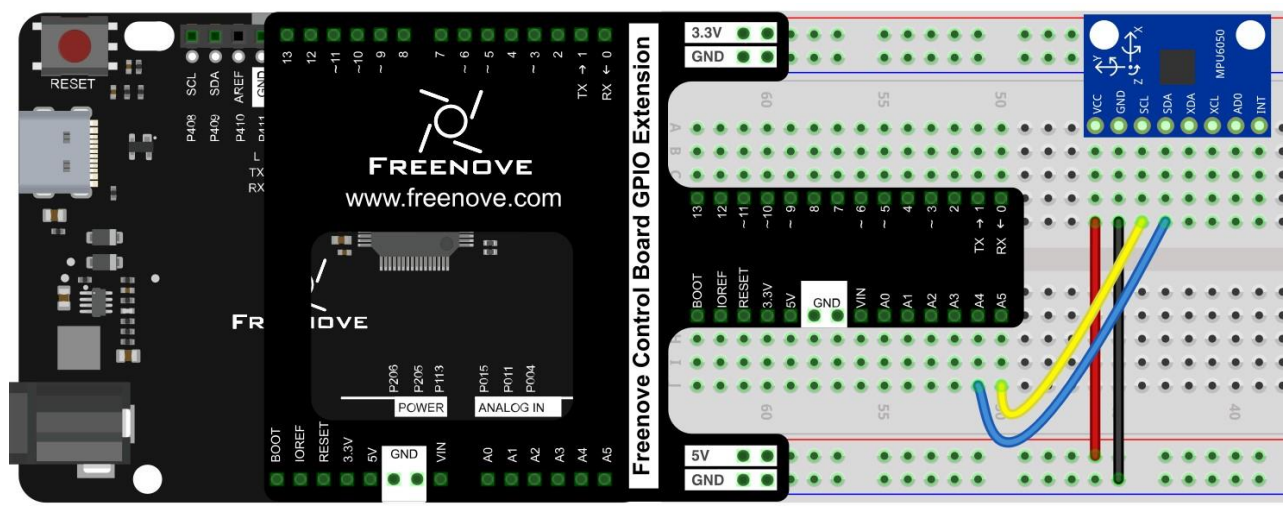 RESET
SCL
SDA
AREF
GND
P408
P409
P410
P411
L
TX
RX
13
12
~11
~10
~ 9
8
7
~ 6
~ 5
4
~ 3
2
TX → 1
RX ← 0
FREENOVE
www.freenove.com
FR
NOVE
P206
P205
P113
P015
P011
P004
POWER
ANALOG IN
BOOT
IOREF
RESET
3.3V
5V
GND
VIN
A0
A1
A2
A3
A4
A5
Freenove Control Board GPIO Extension
3.3V
GND
60
55
50
A
B
C
13
12
~11
~10
~ 9
8
7
~ 6
~ 5
4
~ 3
2
TX → 1
RX ← 0
BOOT
IOREF
RESET
3.3V
5V
GND
VIN
A0
A1
A2
A3
A4
A5
H
I
J
60
55
50
40
5V
GND
X
Y
Z
MPU6050
VCC
GND
SCL
SDA
XDA
XCL
AD0
INT